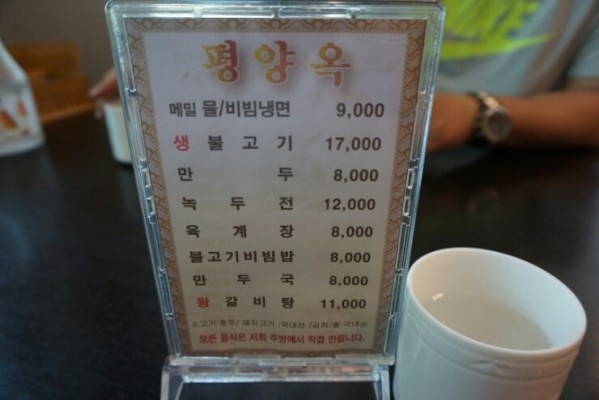 평양옥
메밀 물/비빔냉면 9,000
생불고기 17,000
만두 8,000
녹두전 12,000
육계장 8,000
불고기비빔밥 8,000
만두국 8,000
왕갈비탕 11,000
소고기:호주/ 돼지고기 :국내산 /김치/쌀:국내산
모든 음식은 저희 주방에서 직접 만듭니다.
NIKE